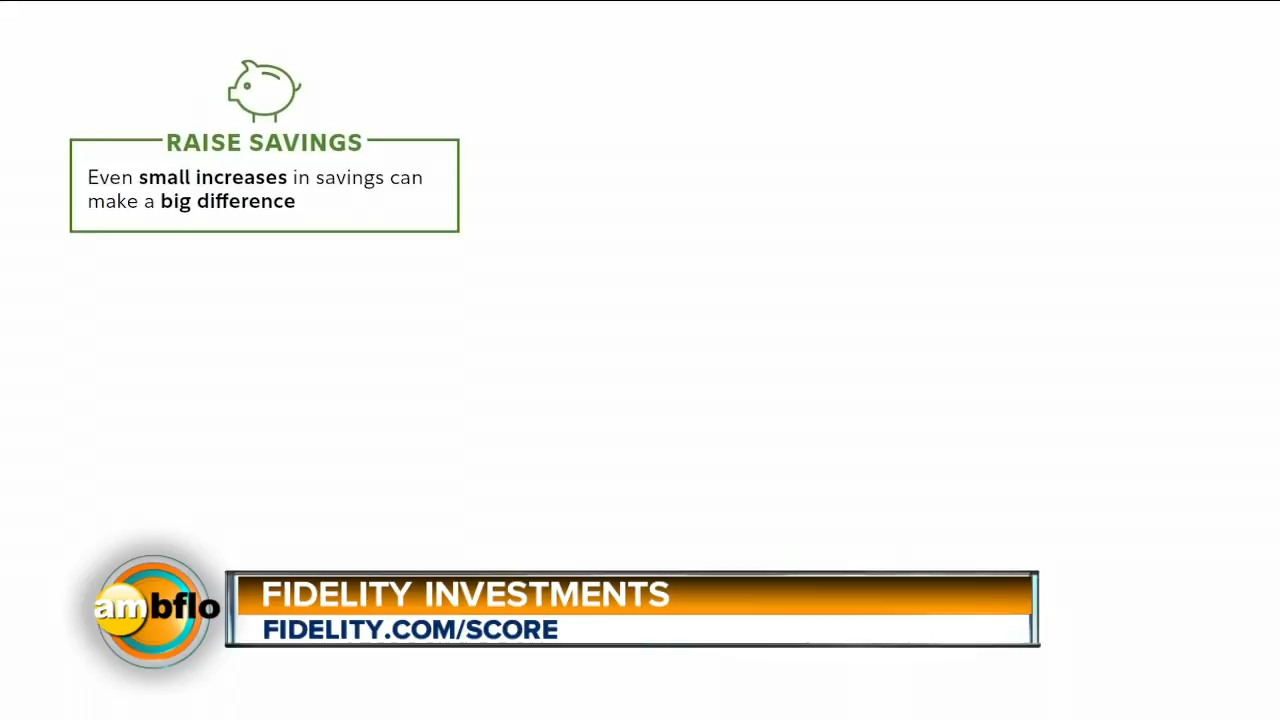 RAISE SAVINGS
Even small increases in savings can
make a big difference
ambflo
FIDELITY INVESTMENTS
FIDELITY.COM/SCORE